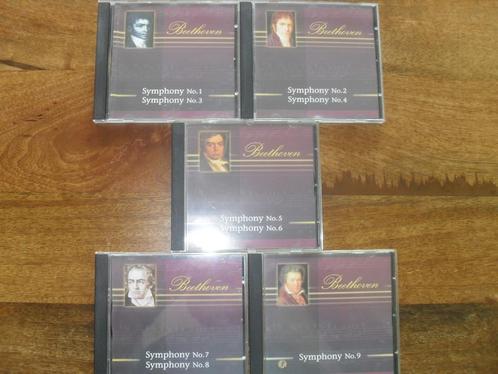 Beethoven
Symphony No.1
Symphony No.3
Beethoven
Symphony No.2
Symphony No.4
Beethoven
Symphony No.5
Symphony No.6
Beethoven
Symphony No.7
Symphony No.8
Beethoven
Symphony No.9